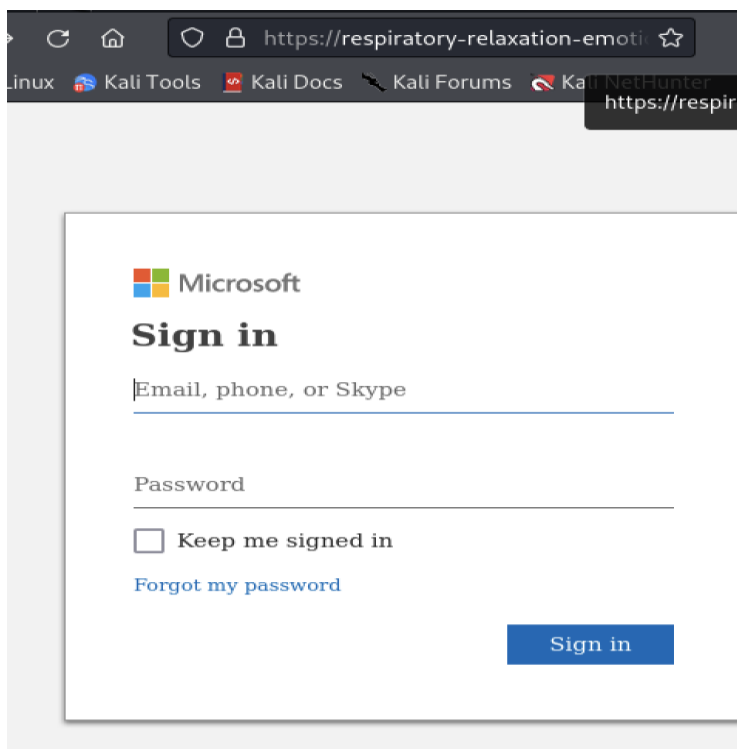 https://respiratory-relaxation-emoti
Linux Kali Tools Kali Docs Kali Forums Kali NetHunter
https://respir
Microsoft
Sign in
Email, phone, or Skype
Password
Keep me signed in
Forgot my password
Sign in